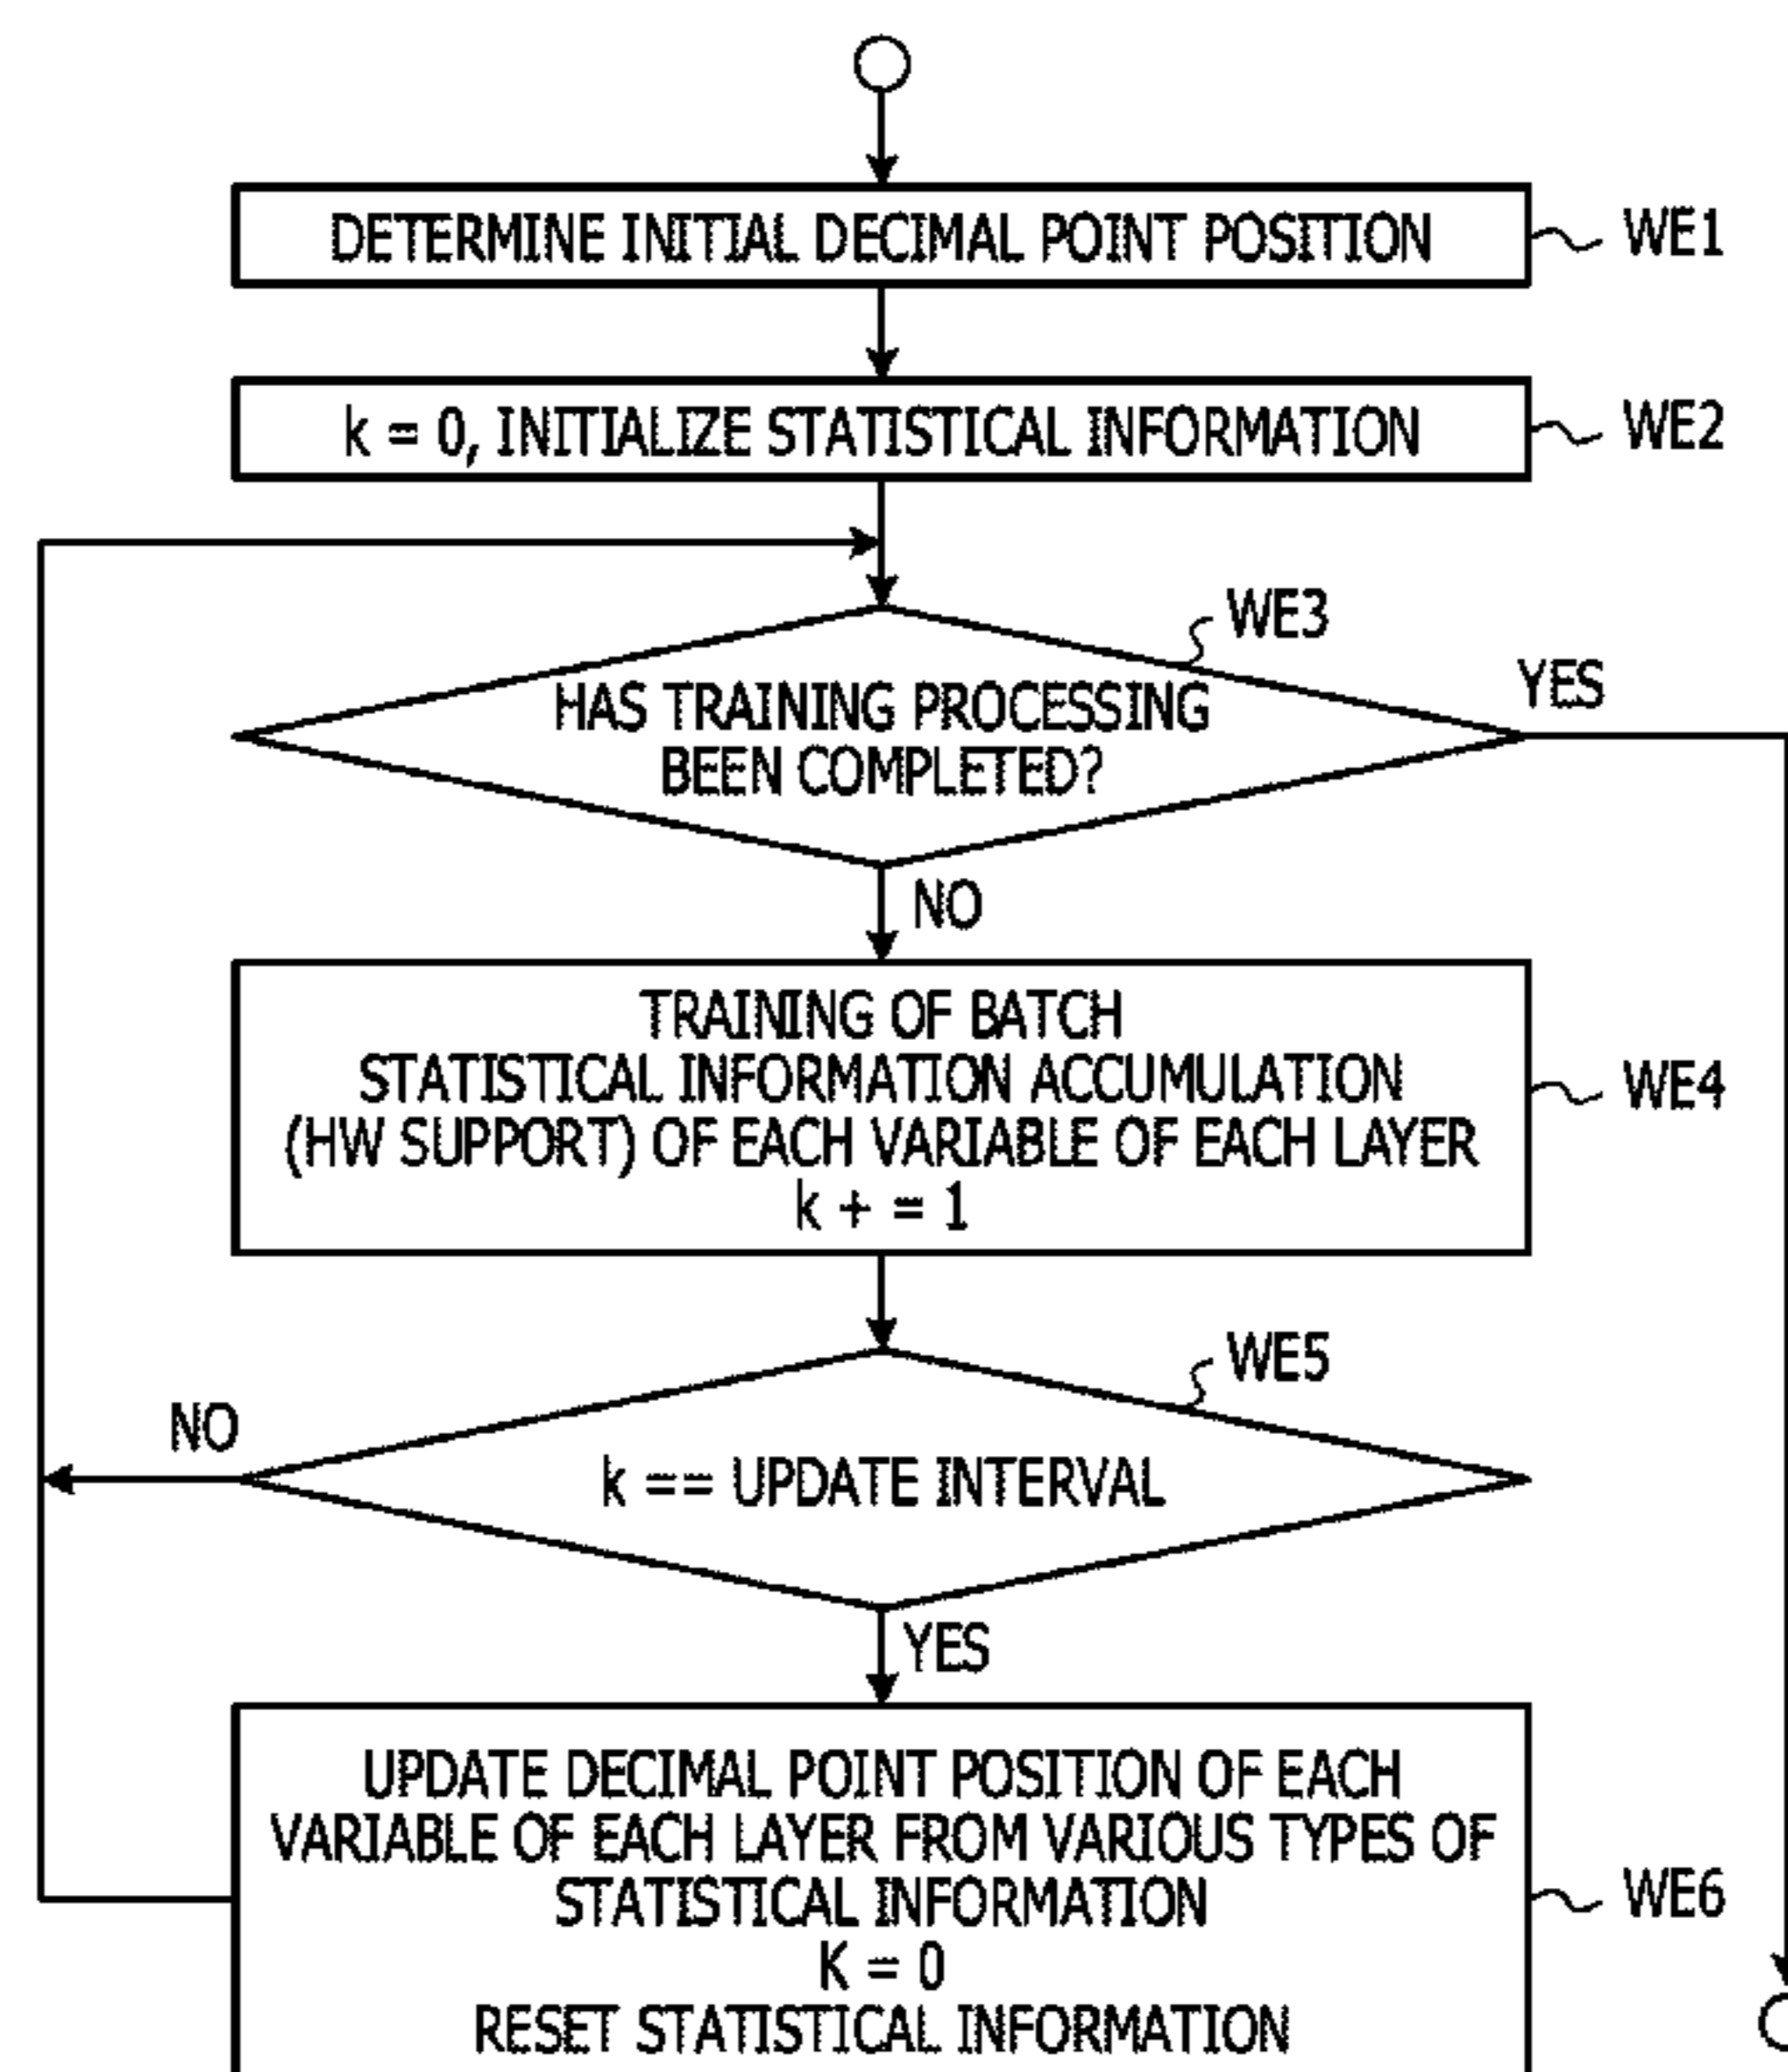 DETERMINE INITIAL DECIMAL POINT POSITION
WE1
k = 0, INITIALIZE STATISTICAL INFORMATION
WE2
WE3
HAS TRAINING PROCESSING
BEEN COMPLETED?
YES
NO
TRAINING OF BATCH
STATISTICAL INFORMATION ACCUMULATION
(HW SUPPORT) OF EACH VARIABLE OF EACH LAYER
k + = 1
WE4
WE5
k == UPDATE INTERVAL
NO
YES
UPDATE DECIMAL POINT POSITION OF EACH
VARIABLE OF EACH LAYER FROM VARIOUS TYPES OF
STATISTICAL INFORMATION
K = 0
RESET STATISTICAL INFORMATION
WE6